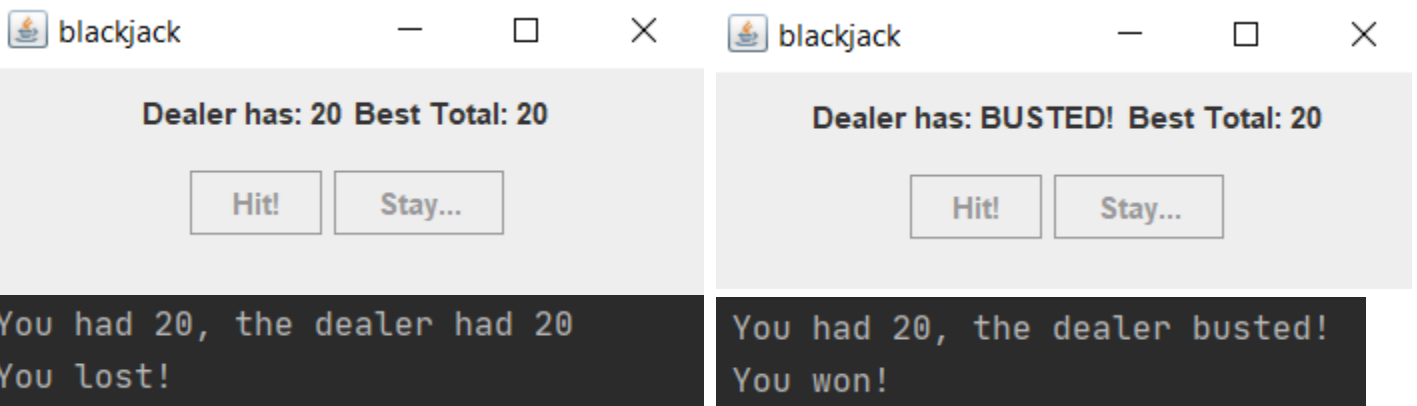 blackjack
Dealer has: 20 Best Total: 20
Hit! Stay...
You had 20, the dealer had 20
You lost!
blackjack
Dealer has: BUSTED! Best Total: 20
Hit! Stay...
You had 20, the dealer busted!
You won!